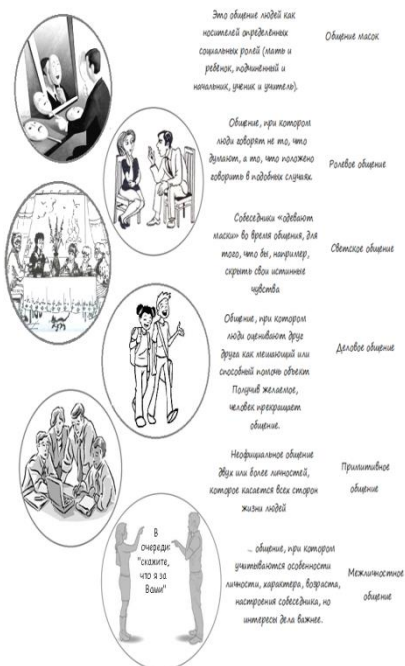 Это общение людей как
носителей определенных
социальных ролей (мать и
ребенок, подчиненный и
начальник, ученик и учитель).
Общение масок
Общение, при котором
люди говорят не то, что
думают, а то, что положено
говорить в подобных случаях.
Ролевое общение
Собеседники «одевают
маски» во время общения, для
того, что бы, например,
скрыть свои истинные
чувства
Светское общение
Общение, при котором
люди оценивают друг
друга как мешающий или
способный помочь объект
Получив желаемое,
человек прекращает
общение.
Деловое общение
Неофициальное общение
двух или более личностей,
которое касается всех сторон
жизни людей
Примитивное
общение
В
очереди:
"скажите,
что я за
Вами"
... общение, при котором
учитываются особенности
личности, характера, возраста,
настроения собеседника, но
интересы дела важнее.
Межличностное
общение